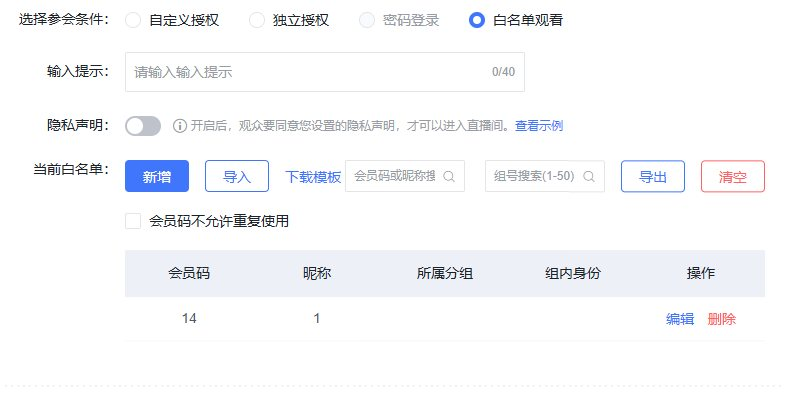 选择参会条件： 自定义授权 独立授权 密码登录 白名单观看
输入提示： 请输入输入提示 0/40
隐私声明： 开启后，观众要同意您设置的隐私声明，才可以进入直播间。查看示例
当前白名单： 新增 导入 下载模板 会员码或昵称搜 组号搜索(1-50) 导出 清空
会员码不允许重复使用
会员码 昵称 所属分组 组内身份 操作
14 1 编辑 删除